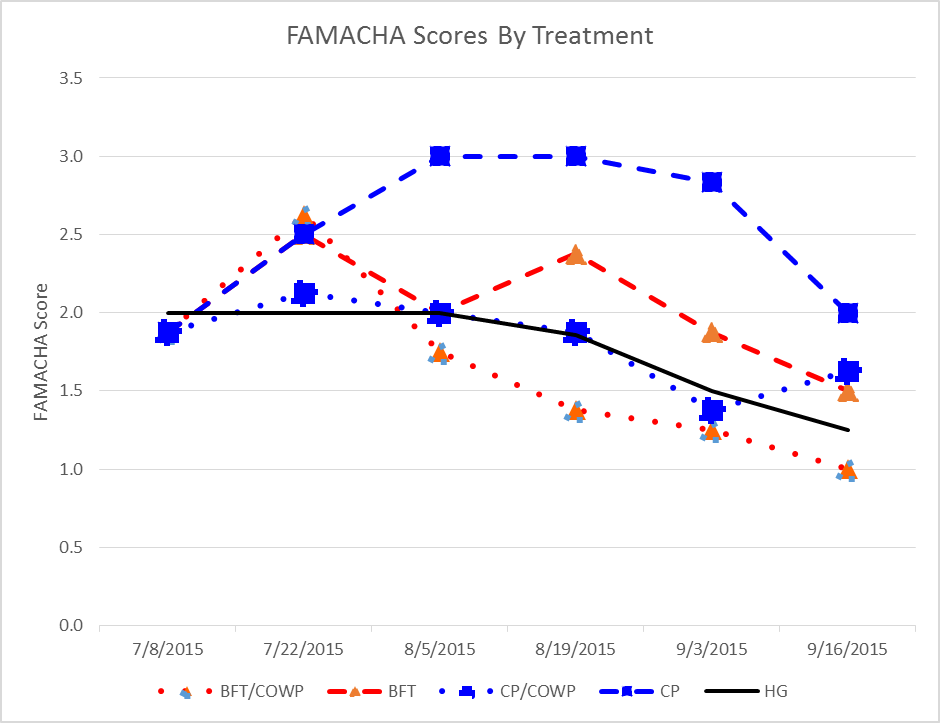 FAMACHA Scores By Treatment
3.5
3.0
2.5
2.0
1.5
1.0
0.5
0.0
FAMACHA Score
7/8/2015 7/22/2015 8/5/2015 8/19/2015 9/3/2015 9/16/2015
BFT/COWP BFT CP/COWP CP HG